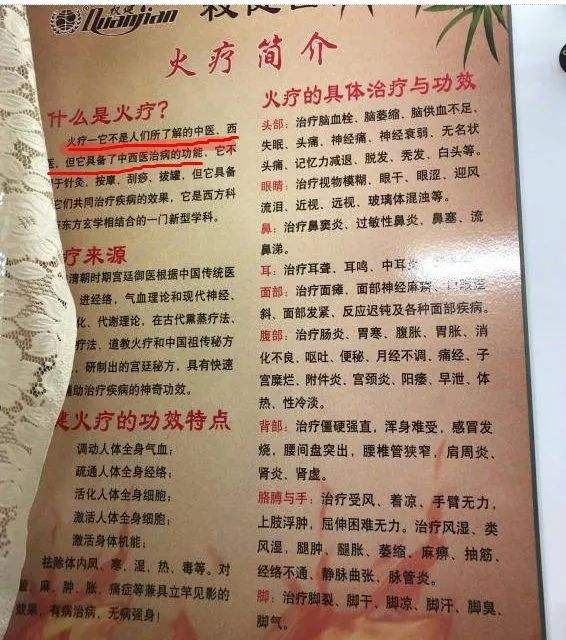 权健
Quanjian
火疗简介
什么是火疗？
火疗—它不是人们所了解的中医、西
医，但它具备了中西医治病的功能、它不
于针灸、按摩、刮痧、拔罐，但它具备
它们共同治疗疾病的效果，它是西方科
东方玄学相结合的一门新型学科。
疗来源
清朝时期宫廷御医根据中国传统医
进经络，气血理论和现代神经、
化、代谢理论，在古代熏蒸疗法、
疗法、道教火疗和中国祖传秘方
、研制出的宫廷秘方，具有快速
助治疗疾病的神奇功效。
火疗的功效特点
调动人体全身气血；
疏通人体全身经络；
活化人体全身细胞；
激活人体全身细胞；
激活身体机能；
祛除体内风、寒、湿、热、毒等。对
、麻、肿、胀、痛症等兼具立竿见影的
效果，有病治病、无病强身！
火疗的具体治疗与功效
头部：治疗脑血栓、脑萎缩、脑供血不足、
失眠、头痛、神经痛、神经衰弱、无名状
头痛、记忆力减退、脱发、秃发、白头等。
眼睛：治疗视物模糊、眼干、眼涩、迎风
流泪、近视、远视、玻璃体混浊等。
鼻：治疗鼻窦炎、过敏性鼻炎、鼻塞、流
鼻涕。
耳：治疗耳聋、耳鸣、中耳
面部：治疗面瘫、面部神经麻
斜、面部发紧、反应迟钝及各种面部疾病。
腹部：治疗肠炎、胃寒、腹胀、胃胀、消
化不良、呕吐、便秘、月经不调、痛经、子
宫糜烂、附件炎、宫颈炎、阳痿、早泄、体
热、性冷淡。
背部：治疗僵硬强直，浑身难受，感冒发
烧，腰间盘突出，腰椎管狭窄，肩周炎、
肾炎、肾虚。
胳膊与手：治疗受风、着凉，手臂无力，
上肢浮肿，屈伸困难无力。治疗风湿、类
风湿，腿肿、腿胀、萎缩、麻痹、抽筋、
经络不通、静脉曲张、脉管炎。
脚：治疗脚裂、脚干、脚凉、脚汗、脚臭、
脚气。